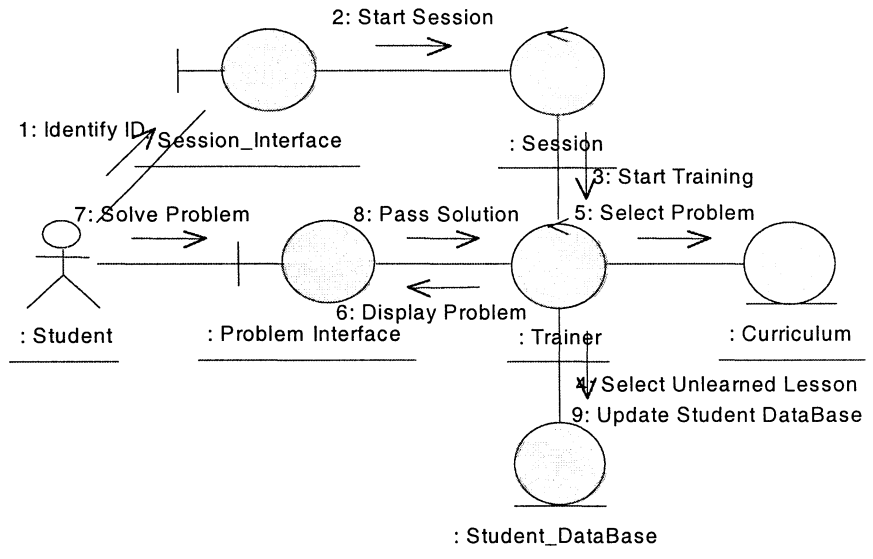 2: Start Session
1: Identify ID
: Session_Interface
: Session
3: Start Training
7: Solve Problem
8: Pass Solution
5: Select Problem
6: Display Problem
: Student
: Problem Interface
: Trainer
: Curriculum
4: Select Unlearned Lesson
9: Update Student DataBase
: Student_DataBase